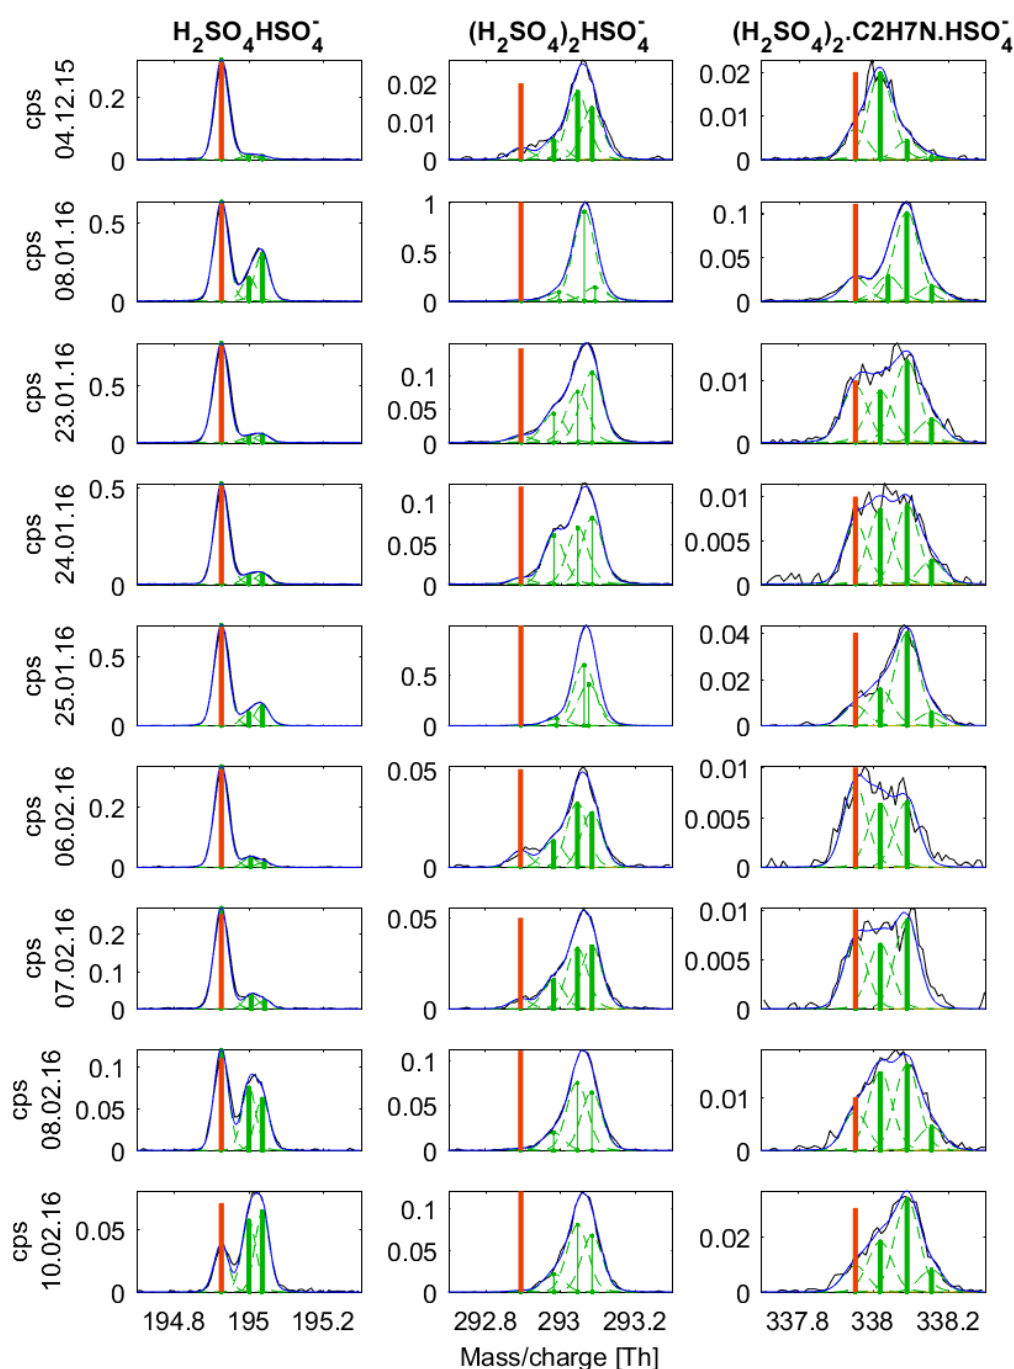 H2SO4HSO4- (H2SO4)2HSO4- (H2SO4)2.C2H7N.HSO4-
cps 04.12.15
0.2 0
0.02 0.01 0
0.02 0.01 0
cps 08.01.16
0.5 0
1 0.5 0
0.1 0.05 0
cps 23.01.16
0.5 0
0.1 0.05 0
0.01 0
cps 24.01.16
0.5 0
0.1 0.05 0
0.01 0.005 0
cps 25.01.16
0.5 0
0.5 0
0.04 0.02 0
cps 06.02.16
0.2 0
0.05 0
0.01 0.005 0
cps 07.02.16
0.2 0.1 0
0.05 0
0.01 0.005 0
cps 08.02.16
0.1 0.05 0
0.1 0.05 0
0.01 0
cps 10.02.16
0.05 0
0.1 0.05 0
0.02 0
194.8 195 195.2 292.8 293 293.2 337.8 338 338.2
Mass/charge [Th]